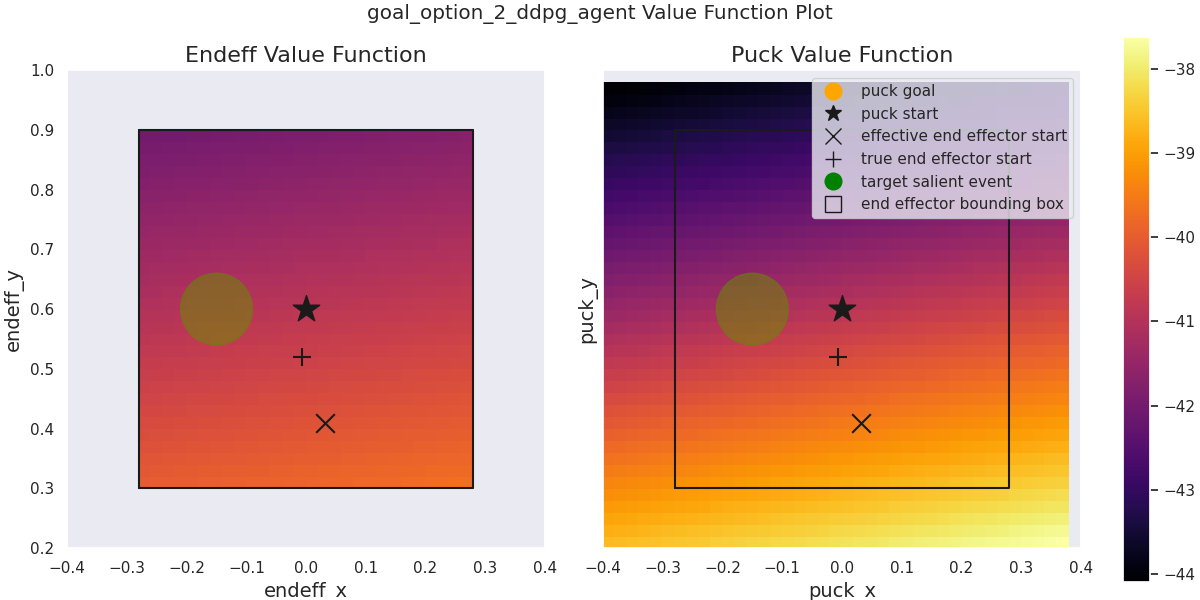 goal_option_2_ddpg_agent Value Function Plot
Endeff Value Function
1.0
0.9
0.8
0.7
0.6
0.5
0.4
0.3
0.2
endeff_y
−0.4 −0.3 −0.2 −0.1 0.0 0.1 0.2 0.3 0.4
endeff_x
Puck Value Function
puck goal
puck start
effective end effector start
true end effector start
target salient event
end effector bounding box
puck_y
−0.4 −0.3 −0.2 −0.1 0.0 0.1 0.2 0.3 0.4
puck_x
−38
−39
−40
−41
−42
−43
−44